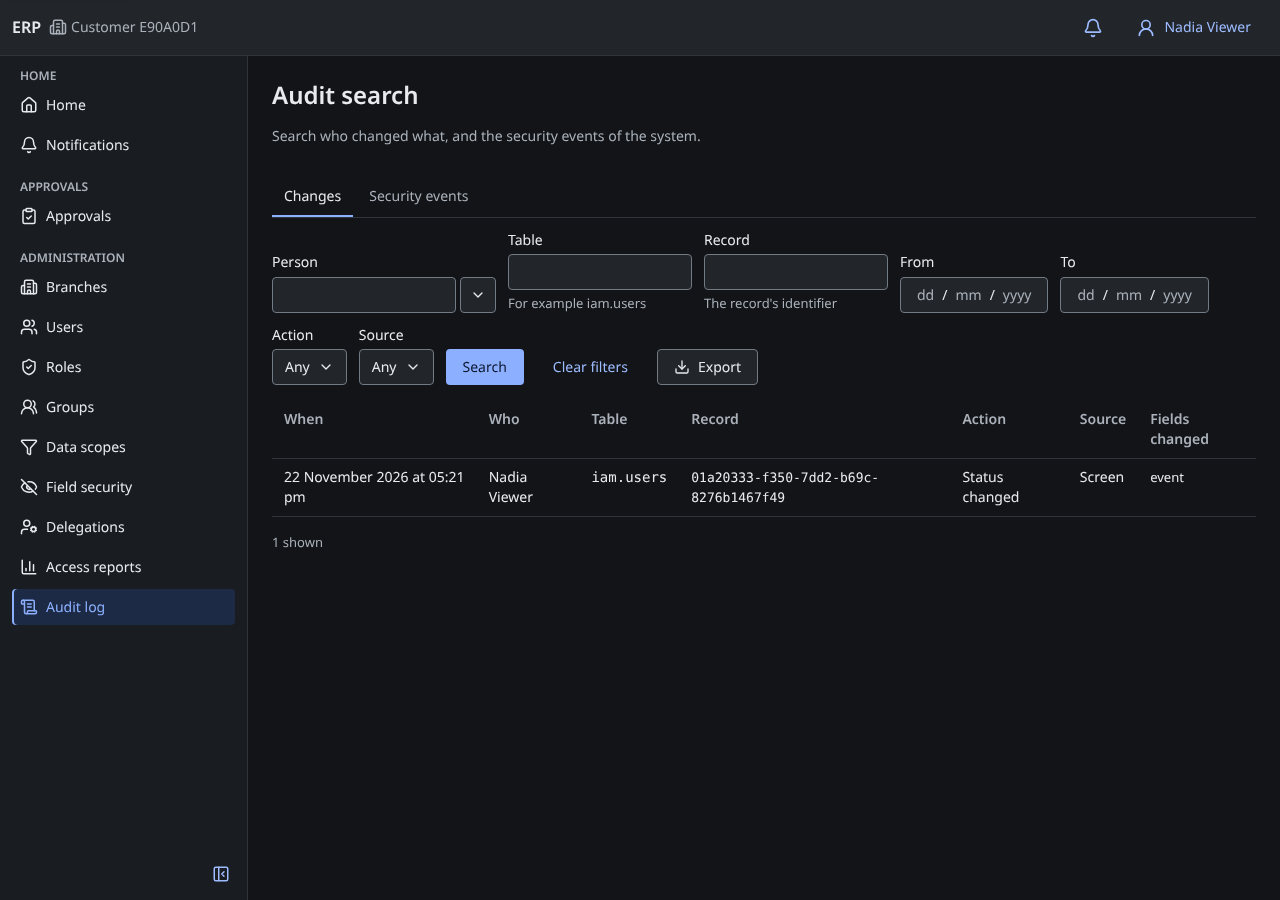 ERP Customer E90A0D1
Nadia Viewer
HOME
Home
Notifications
APPROVALS
Approvals
ADMINISTRATION
Branches
Users
Roles
Groups
Data scopes
Field security
Delegations
Access reports
Audit log
Audit search
Search who changed what, and the security events of the system.
Changes Security events
Person
Table
For example iam.users
Record
The record's identifier
From
dd / mm / yyyy
To
dd / mm / yyyy
Action
Any
Source
Any
Search
Clear filters
Export
When Who Table Record Action Source Fields
changed
22 November 2026 at 05:21 Nadia iam.users 01a20333-f350-7dd2-b69c- Status Screen event
pm Viewer 8276b1467f49 changed
1 shown